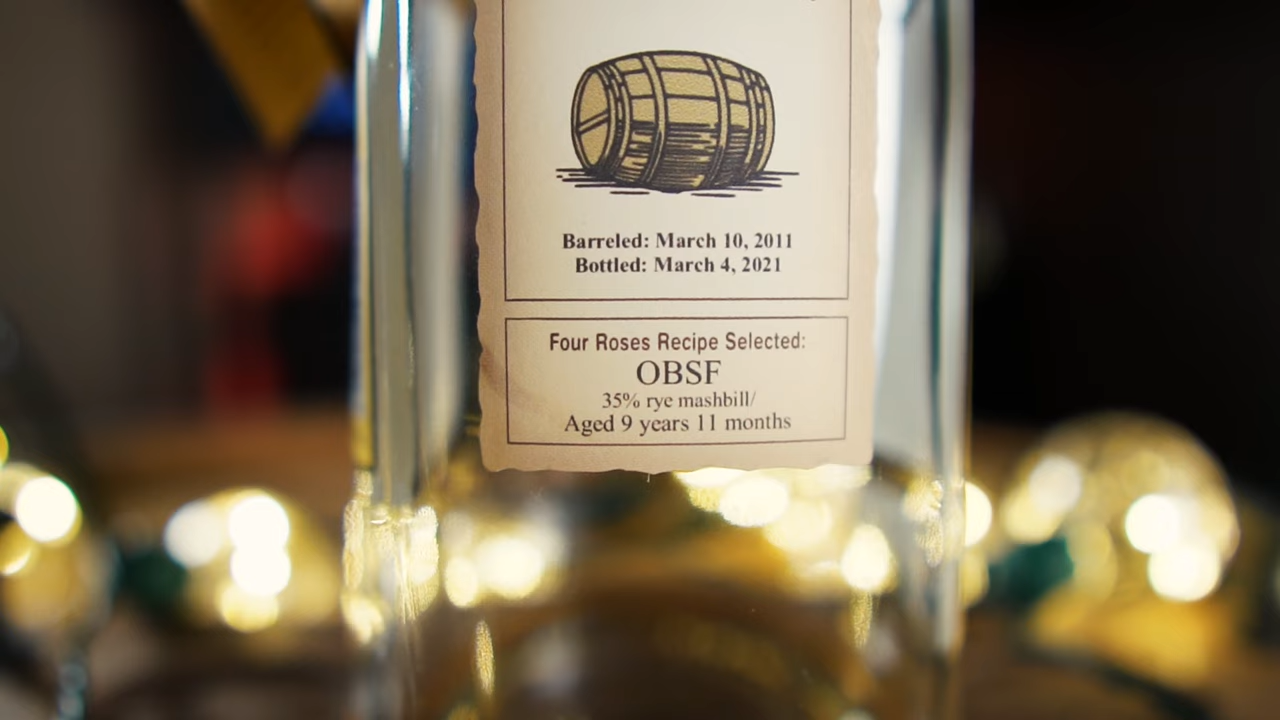 Barreled: March 10, 2011
Bottled: March 4, 2021
Four Roses Recipe Selected:
OBSF
35% rye mashbill/
Aged 9 years 11 months